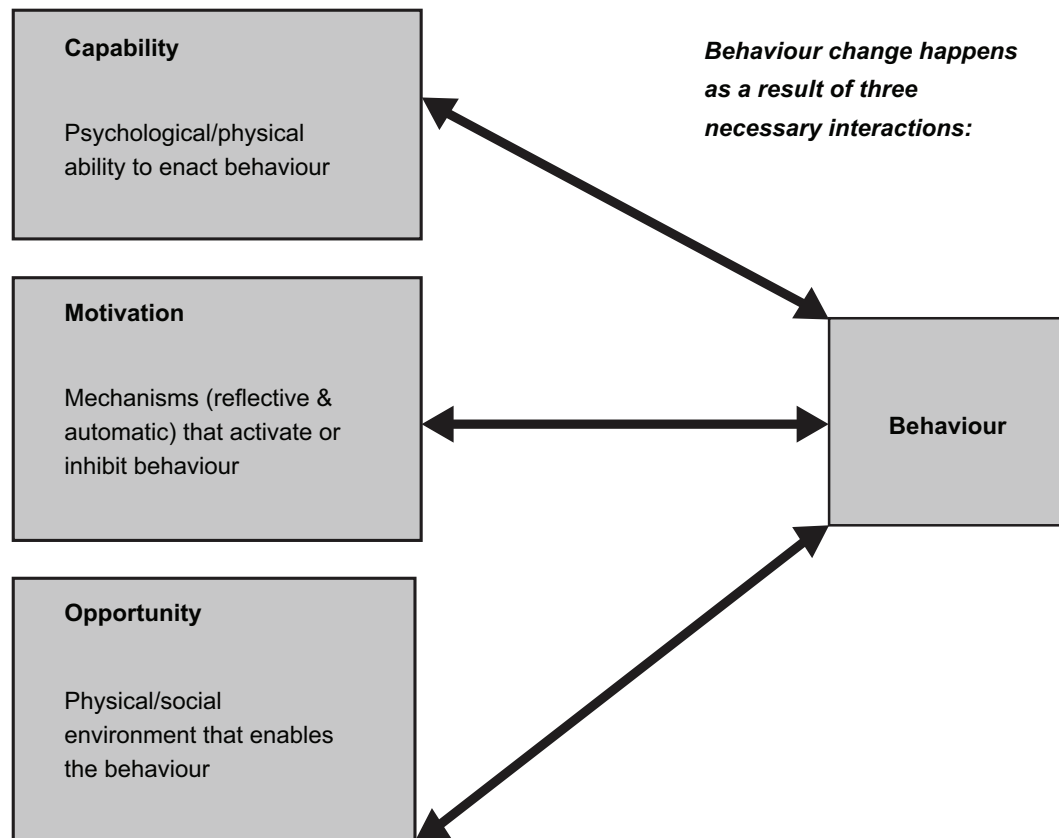 Capability
Psychological/physical
ability to enact behaviour
Behaviour change happens
as a result of three
necessary interactions:
Motivation
Mechanisms (reflective &
automatic) that activate or
inhibit behaviour
Behaviour
Opportunity
Physical/social
environment that enables
the behaviour